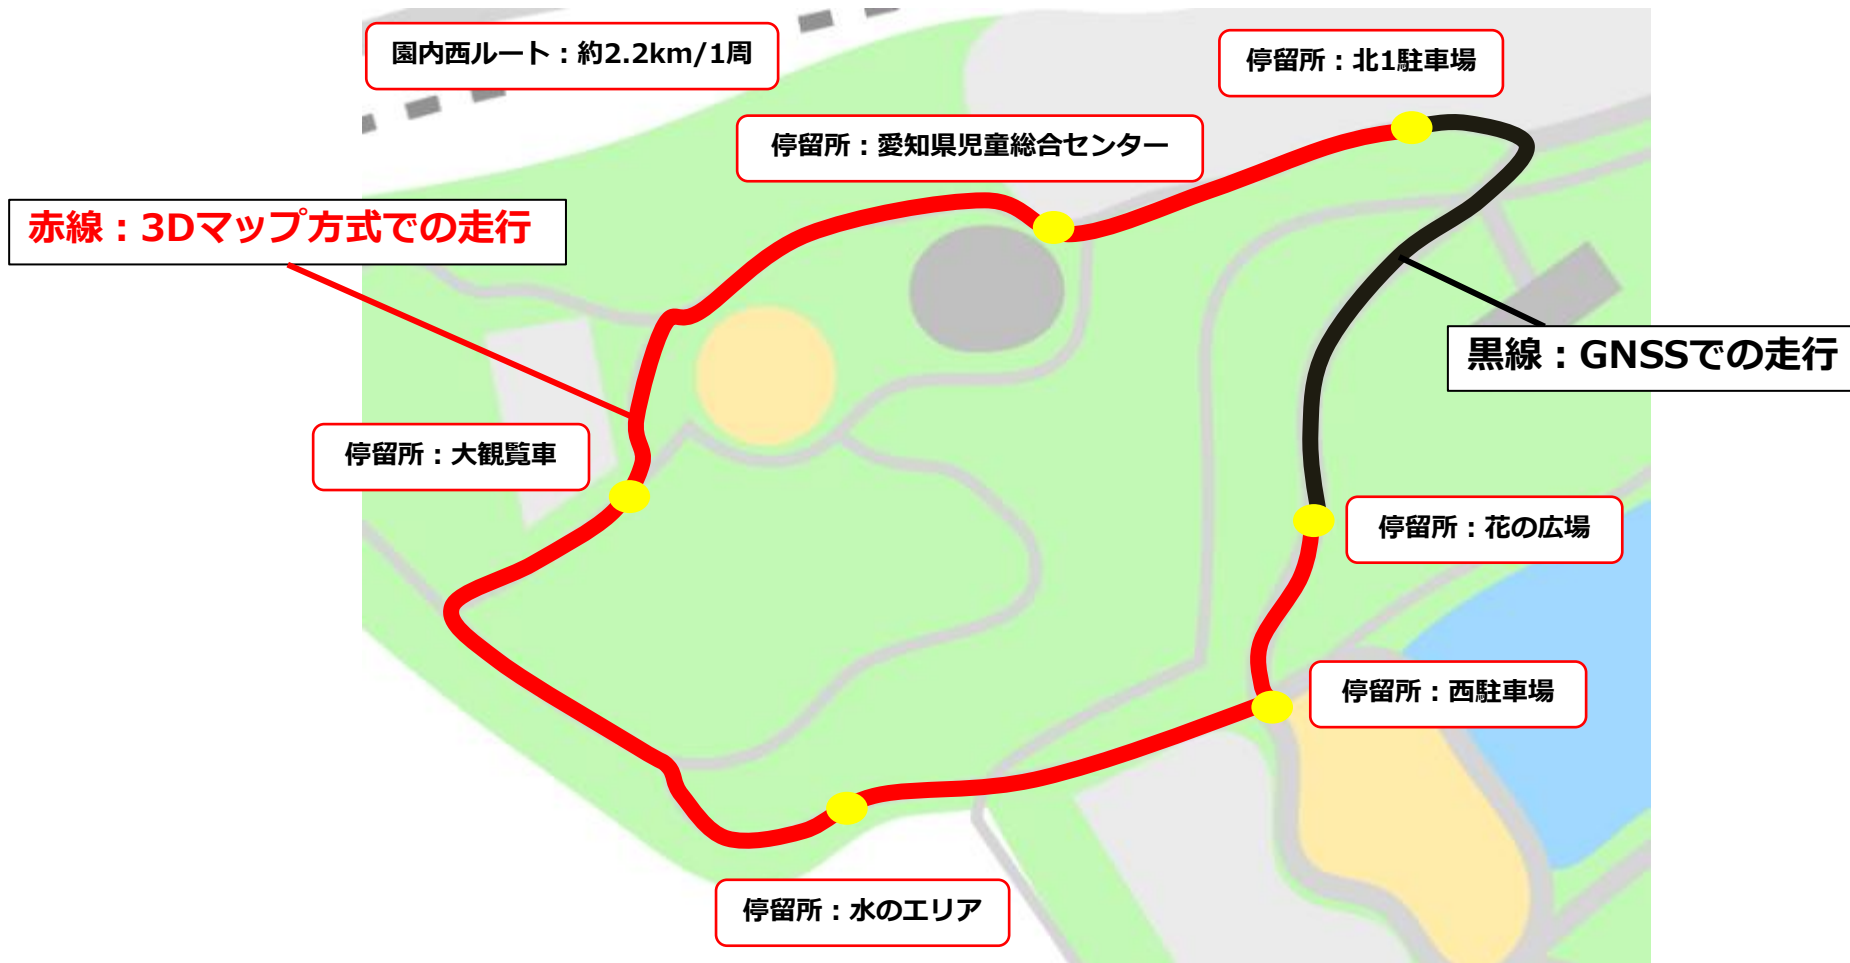 園内西ルート：約2.2km/1周
停留所：北1駐車場
停留所：愛知県児童総合センター
赤線：3Dマップ方式での走行
黒線：GNSSでの走行
停留所：大観覧車
停留所：花の広場
停留所：西駐車場
停留所：水のエリア